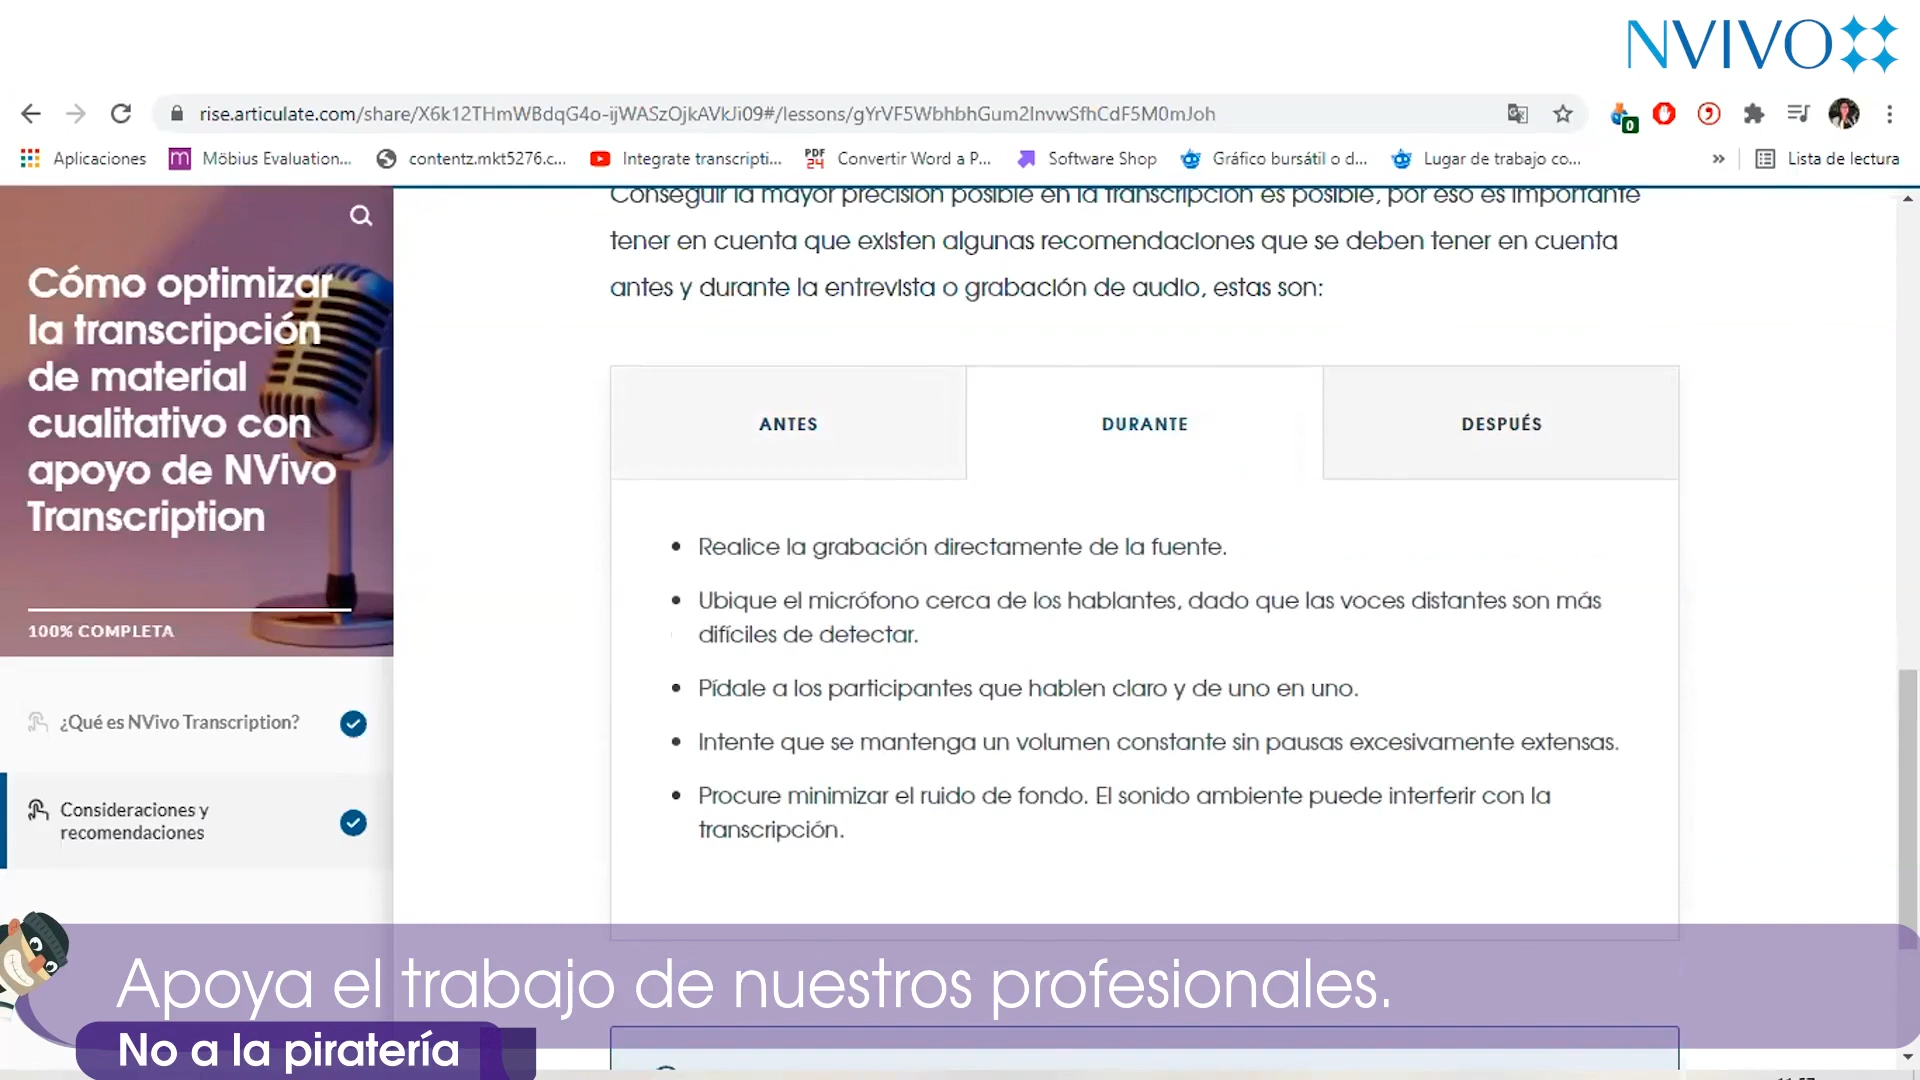 NVIVO
rise.articulate.com/share/X6k12THmWBdqG4o-ijWASzOjkAVkJi09#/lessons/gYrVF5WbhbhGum2InvwSfhCdF5M0mJoh
0
Aplicaciones
m
Möbius Evaluation...
contentz.mkt5276.c...
Integrate transcripti...
PDF
24
Convertir Word a P...
Software Shop
Gráfico bursátil o d...
Lugar de trabajo co...
»
Lista de lectura
Cómo optimizar
la transcripción
de material
cualitativo con
apoyo de NVivo
Transcription
100% COMPLETA
¿Qué es NVivo Transcription?
Consideraciones y
recomendaciones
Conseguir la mayor precisión posible en la transcripción es posible, por eso es importante
tener en cuenta que existen algunas recomendaciones que se deben tener en cuenta
antes y durante la entrevista o grabación de audio, estas son:
ANTES
DURANTE
DESPUÉS
• Realice la grabación directamente de la fuente.
• Ubique el micrófono cerca de los hablantes, dado que las voces distantes son más
difíciles de detectar.
• Pídale a los participantes que hablen claro y de uno en uno.
• Intente que se mantenga un volumen constante sin pausas excesivamente extensas.
• Procure minimizar el ruido de fondo. El sonido ambiente puede interferir con la
transcripción.
Apoya el trabajo de nuestros profesionales.
No a la piratería